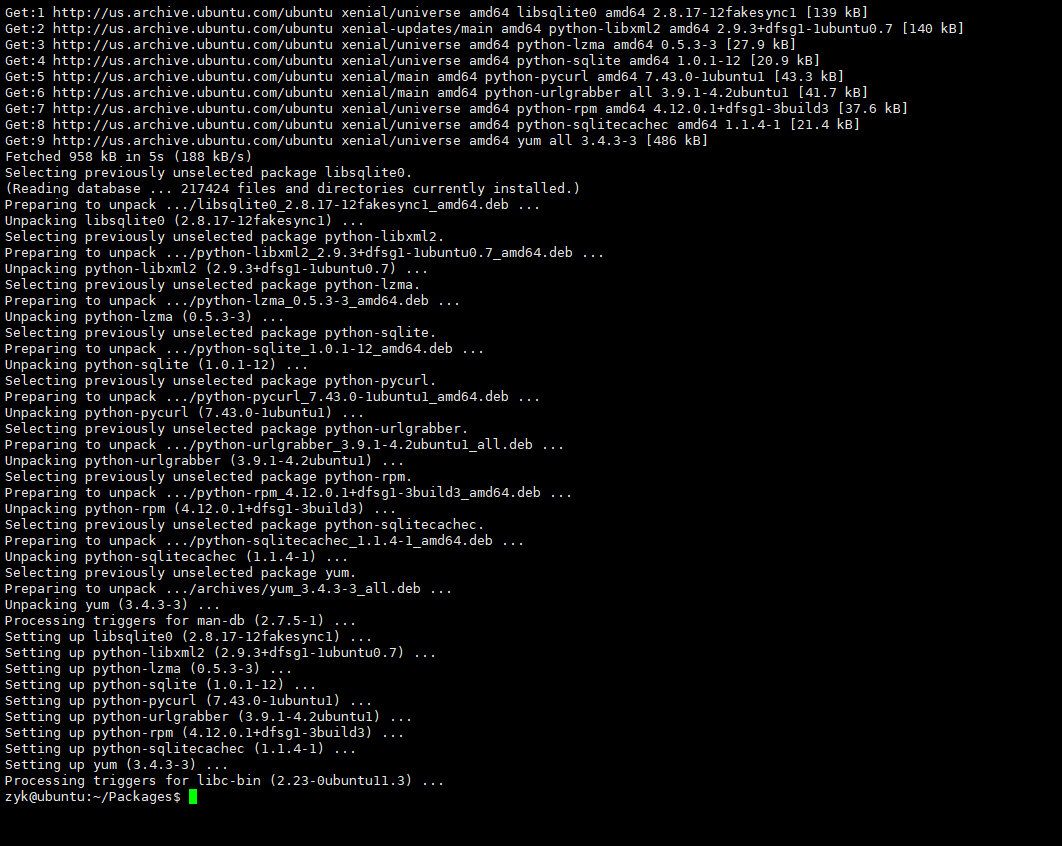 Get:1 http://us.archive.ubuntu.com/ubuntu xenial/universe amd64 libsqlite0 amd64 2.8.17-12fakesync1 [139 kB]
Get:2 http://us.archive.ubuntu.com/ubuntu xenial-updates/main amd64 python-libxml2 amd64 2.9.3+dfsg1-1ubuntu0.7 [140 kB]
Get:3 http://us.archive.ubuntu.com/ubuntu xenial/universe amd64 python-lzma amd64 0.5.3-3 [27.9 kB]
Get:4 http://us.archive.ubuntu.com/ubuntu xenial/universe amd64 python-sqlite amd64 1.0.1-12 [20.9 kB]
Get:5 http://us.archive.ubuntu.com/ubuntu xenial/main amd64 python-pycurl amd64 7.43.0-1ubuntu1 [43.3 kB]
Get:6 http://us.archive.ubuntu.com/ubuntu xenial/main amd64 python-urlgrabber all 3.9.1-4.2ubuntu1 [41.7 kB]
Get:7 http://us.archive.ubuntu.com/ubuntu xenial/universe amd64 python-rpm amd64 4.12.0.1+dfsg1-3build3 [37.6 kB]
Get:8 http://us.archive.ubuntu.com/ubuntu xenial/universe amd64 python-sqlitecachec amd64 1.1.4-1 [21.4 kB]
Get:9 http://us.archive.ubuntu.com/ubuntu xenial/universe amd64 yum all 3.4.3-3 [486 kB]
Fetched 958 kB in 5s (188 kB/s)
Selecting previously unselected package libsqlite0.
(Reading database ... 217424 files and directories currently installed.)
Preparing to unpack .../libsqlite0_2.8.17-12fakesync1_amd64.deb ...
Unpacking libsqlite0 (2.8.17-12fakesync1) ...
Selecting previously unselected package python-libxml2.
Preparing to unpack .../python-libxml2_2.9.3+dfsg1-1ubuntu0.7_amd64.deb ...
Unpacking python-libxml2 (2.9.3+dfsg1-1ubuntu0.7) ...
Selecting previously unselected package python-lzma.
Preparing to unpack .../python-lzma_0.5.3-3_amd64.deb ...
Unpacking python-lzma (0.5.3-3) ...
Selecting previously unselected package python-sqlite.
Preparing to unpack .../python-sqlite_1.0.1-12_amd64.deb ...
Unpacking python-sqlite (1.0.1-12) ...
Selecting previously unselected package python-pycurl.
Preparing to unpack .../python-pycurl_7.43.0-1ubuntu1_amd64.deb ...
Unpacking python-pycurl (7.43.0-1ubuntu1) ...
Selecting previously unselected package python-urlgrabber.
Preparing to unpack .../python-urlgrabber_3.9.1-4.2ubuntu1_all.deb ...
Unpacking python-urlgrabber (3.9.1-4.2ubuntu1) ...
Selecting previously unselected package python-rpm.
Preparing to unpack .../python-rpm_4.12.0.1+dfsg1-3build3_amd64.deb ...
Unpacking python-rpm (4.12.0.1+dfsg1-3build3) ...
Selecting previously unselected package python-sqlitecachec.
Preparing to unpack .../python-sqlitecachec_1.1.4-1_amd64.deb ...
Unpacking python-sqlitecachec (1.1.4-1) ...
Selecting previously unselected package yum.
Preparing to unpack .../archives/yum_3.4.3-3_all.deb ...
Unpacking yum (3.4.3-3) ...
Processing triggers for man-db (2.7.5-1) ...
Setting up libsqlite0 (2.8.17-12fakesync1) ...
Setting up python-libxml2 (2.9.3+dfsg1-1ubuntu0.7) ...
Setting up python-lzma (0.5.3-3) ...
Setting up python-sqlite (1.0.1-12) ...
Setting up python-pycurl (7.43.0-1ubuntu1) ...
Setting up python-urlgrabber (3.9.1-4.2ubuntu1) ...
Setting up python-rpm (4.12.0.1+dfsg1-3build3) ...
Setting up python-sqlitecachec (1.1.4-1) ...
Setting up yum (3.4.3-3) ...
Processing triggers for libc-bin (2.23-0ubuntu11.3) ...
zyk@ubuntu:~/Packages$